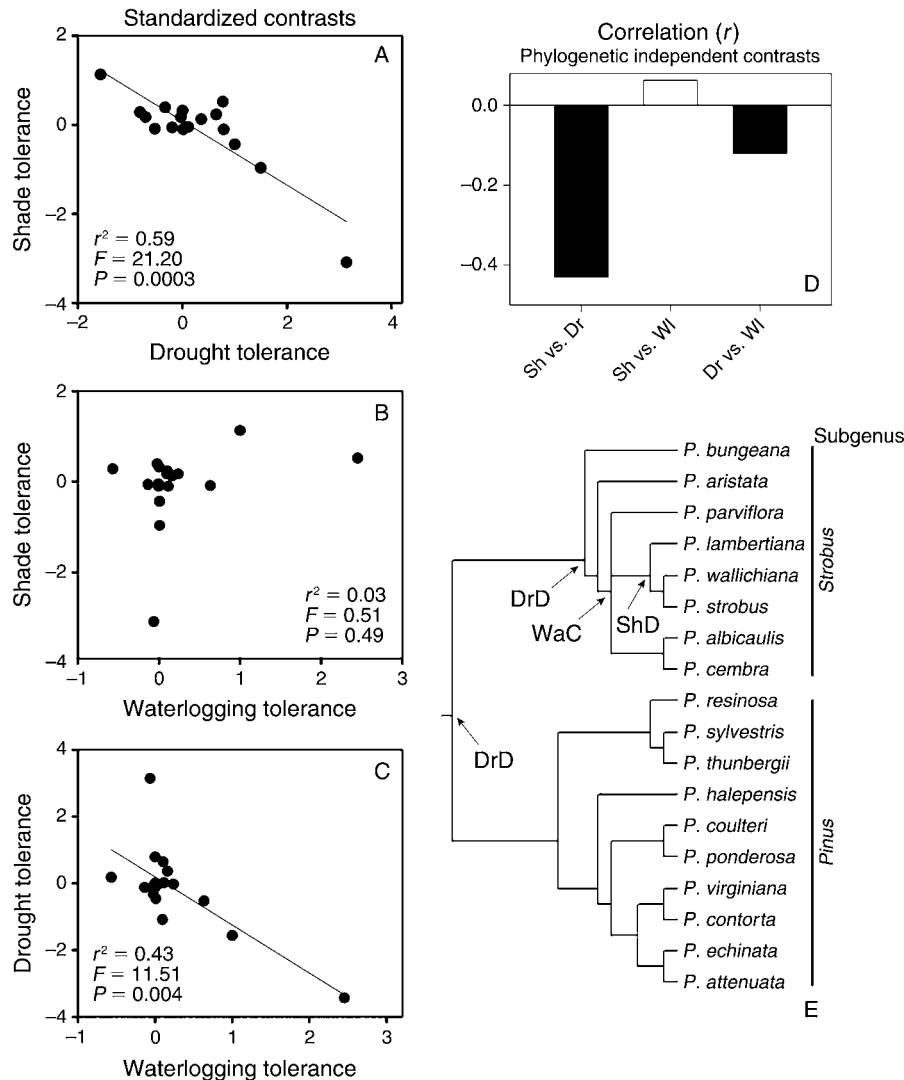 Standardized contrasts
2
0
−2
−4
−2
0
2
4
A
Shade tolerance
r² = 0.59
F = 21.20
P = 0.0003
Drought tolerance
2
0
−2
−4
−1
0
1
2
3
B
Shade tolerance
r² = 0.03
F = 0.51
P = 0.49
Waterlogging tolerance
4
2
0
−2
−4
−1
0
1
2
3
C
Drought tolerance
r² = 0.43
F = 11.51
P = 0.004
Waterlogging tolerance
Correlation (r)
Phylogenetic independent contrasts
0.0
−0.2
−0.4
D
Sh vs. Dr
Sh vs. Wl
Dr vs. Wl
Subgenus
P. bungeana
P. aristata
P. parviflora
P. lambertiana
P. wallichiana
P. strobus
P. albicaulis
P. cembra
P. resinosa
P. sylvestris
P. thunbergii
P. halepensis
P. coulteri
P. ponderosa
P. virginiana
P. contorta
P. echinata
P. attenuata
Strobus
Pinus
DrD
WaC
ShD
DrD
E